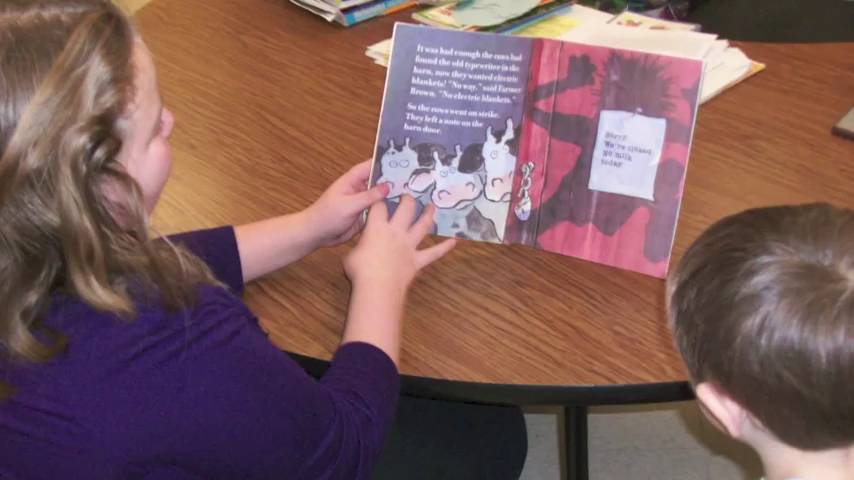 It was bad enough the cows had
found the old typewriter in the
barn, now they wanted electric
blankets! "No way," said Farmer
Brown. "No electric blankets."
So the cows went on strike.
They left a note on the
barn door.
Sorry.
We're closed.
No milk
today.